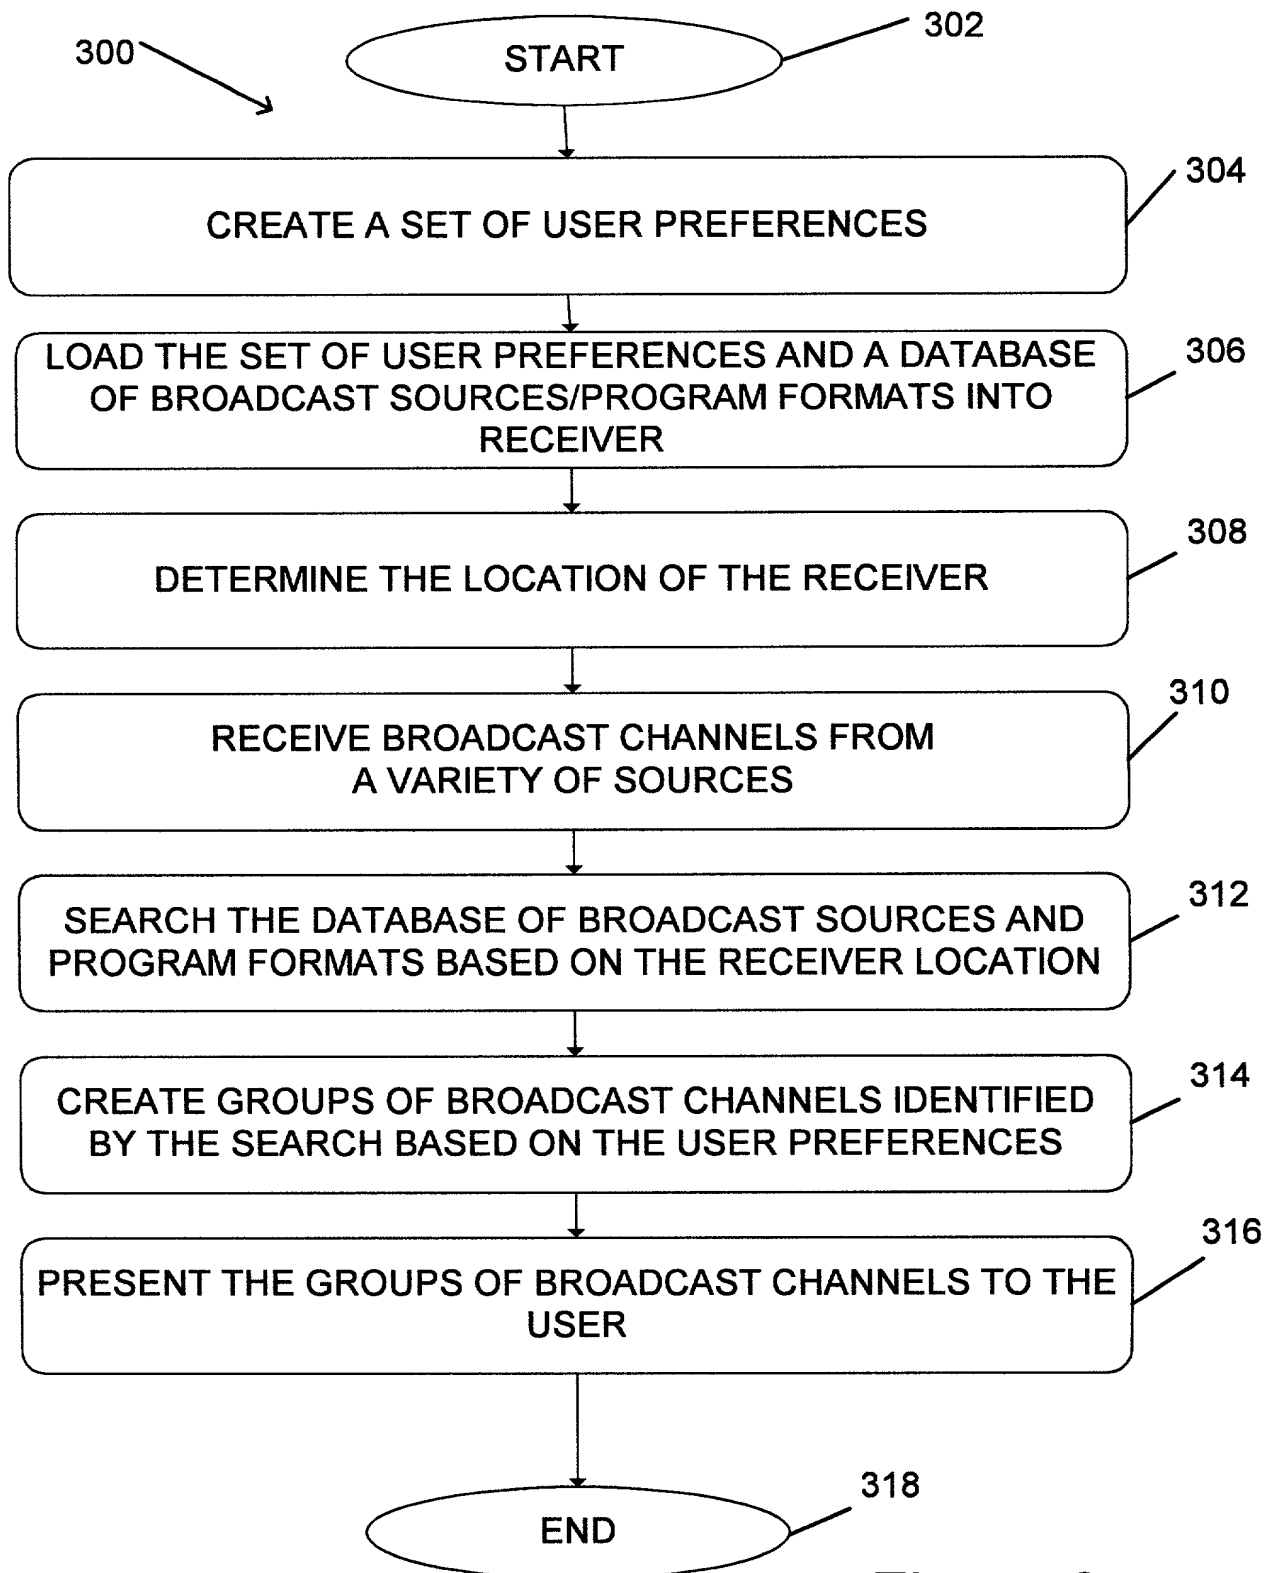 300
START
302
CREATE A SET OF USER PREFERENCES
304
LOAD THE SET OF USER PREFERENCES AND A DATABASE
OF BROADCAST SOURCES/PROGRAM FORMATS INTO
RECEIVER
306
DETERMINE THE LOCATION OF THE RECEIVER
308
RECEIVE BROADCAST CHANNELS FROM
A VARIETY OF SOURCES
310
SEARCH THE DATABASE OF BROADCAST SOURCES AND
PROGRAM FORMATS BASED ON THE RECEIVER LOCATION
312
CREATE GROUPS OF BROADCAST CHANNELS IDENTIFIED
BY THE SEARCH BASED ON THE USER PREFERENCES
314
PRESENT THE GROUPS OF BROADCAST CHANNELS TO THE
USER
316
END
318